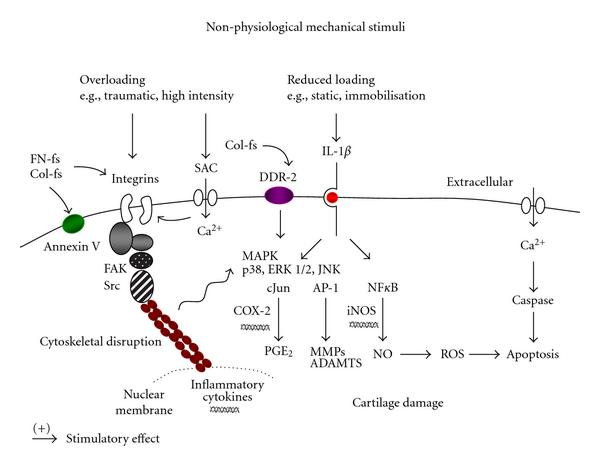 Non-physiological mechanical stimuli
Overloading
e.g., traumatic, high intensity
Reduced loading
e.g., static, immobilisation
FN-fs
Col-fs
Integrins
SAC
Col-fs
DDR-2
IL-1β
Extracellular
Annexin V
Ca²⁺
Ca²⁺
FAK
Src
MAPK
p38, ERK 1/2, JNK
cJun
AP-1
NFκB
COX-2
iNOS
Caspase
Cytoskeletal disruption
PGE₂
MMPs
ADAMTS
NO
ROS
Apoptosis
Nuclear
membrane
Inflammatory
cytokines
Cartilage damage
(+)
Stimulatory effect